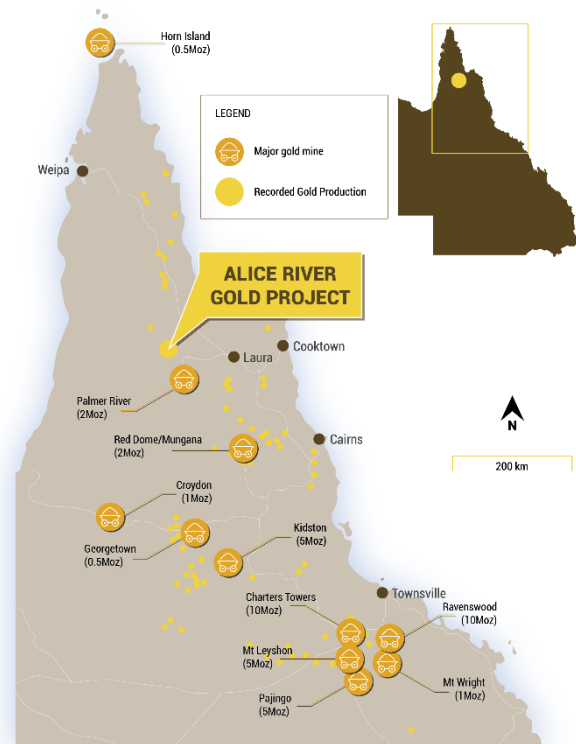 Horn Island
(0.5Moz)
LEGEND
Major gold mine
Recorded Gold Production
Weipa
ALICE RIVER
GOLD PROJECT
Cooktown
Laura
Palmer River
(2Moz)
N
Red Dome/Mungana
(2Moz)
Cairns
200 km
Croydon
(1Moz)
Kidston
(5Moz)
Georgetown
(0.5Moz)
Townsville
Charters Towers
(10Moz)
Ravenswood
(10Moz)
Mt Leyshon
(5Moz)
Mt Wright
(1Moz)
Pajingo
(5Moz)